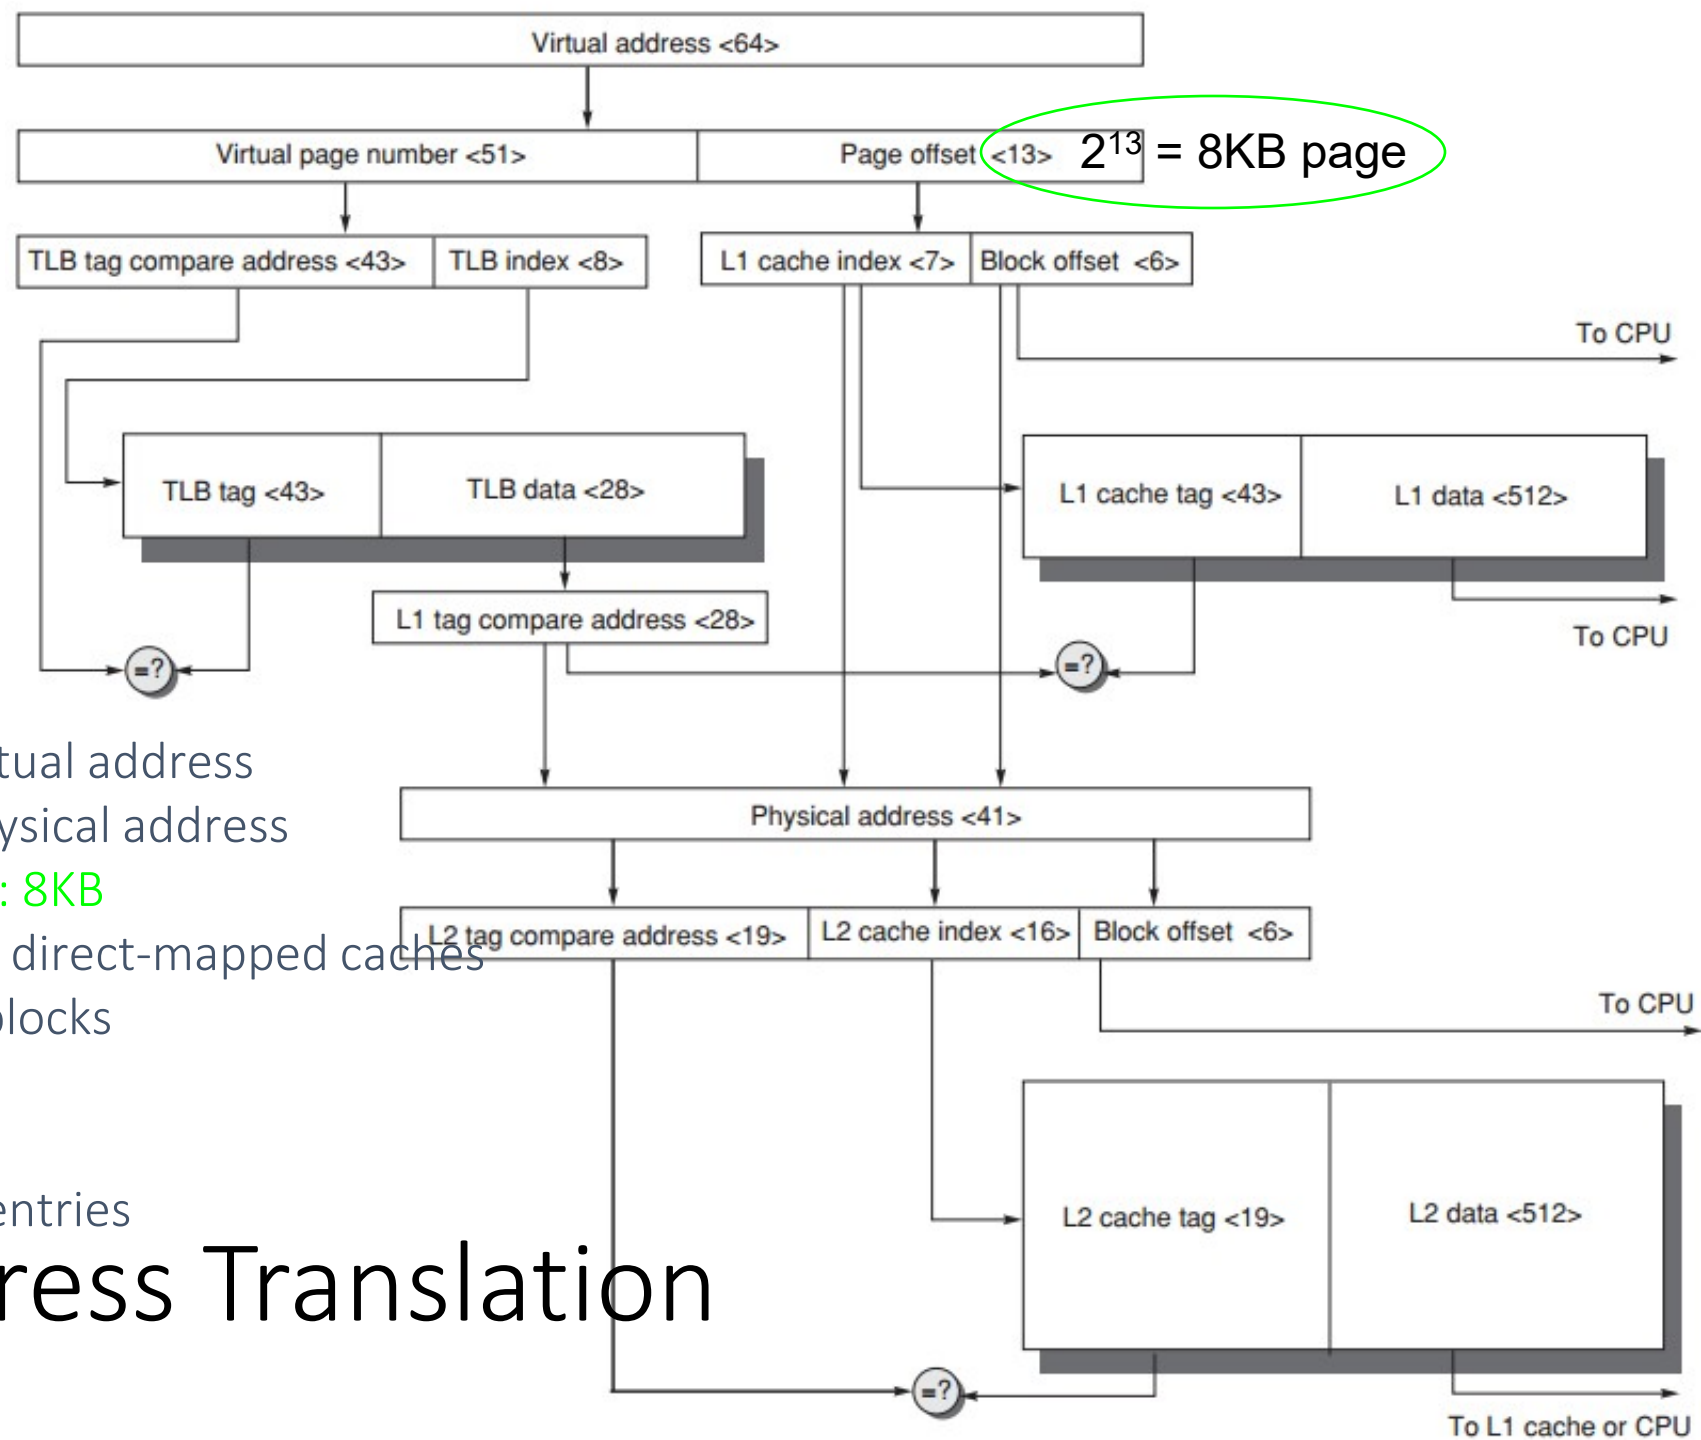 Virtual address <64>
Virtual page number <51>
Page offset <13>
2¹³ = 8KB page
TLB tag compare address <43>
TLB index <8>
L1 cache index <7>
Block offset <6>
To CPU
TLB tag <43>
TLB data <28>
L1 cache tag <43>
L1 data <512>
L1 tag compare address <28>
To CPU
=?
=?
tual address
ysical address
Physical address <41>
: 8KB
L2 tag compare address <19>
L2 cache index <16>
Block offset <6>
direct-mapped caches
blocks
To CPU
entries
L2 cache tag <19>
L2 data <512>
ress Translation
=?
To L1 cache or CPU